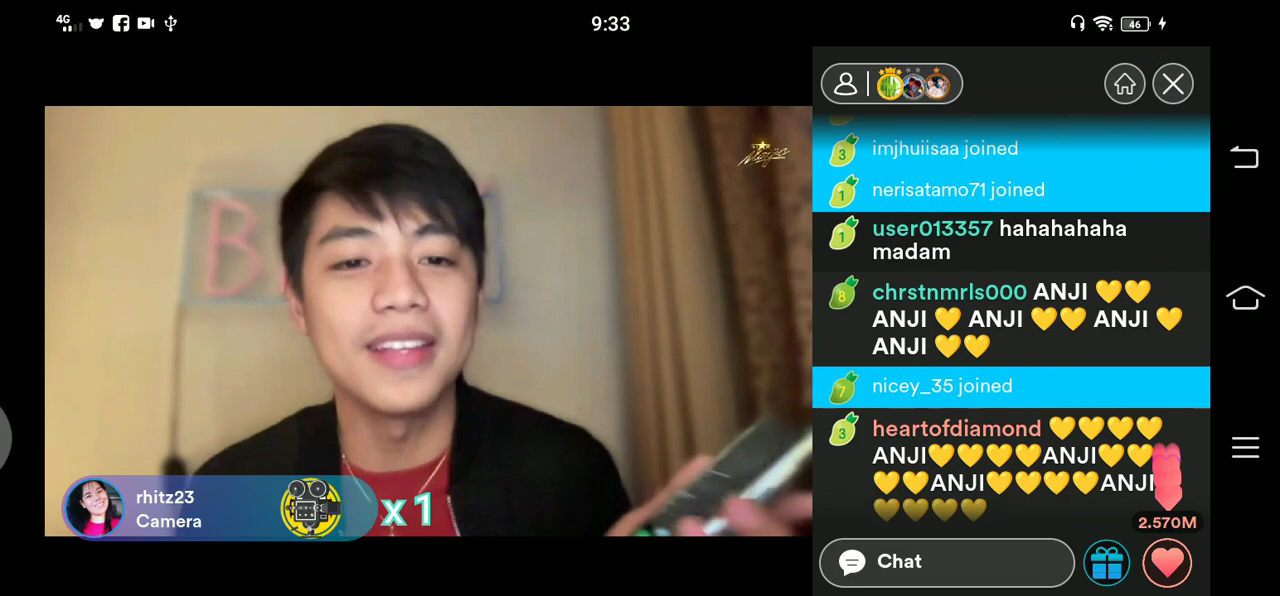 4G
9:33
46
imjhuiisaa joined
nerisatamo71 joined
user013357 hahahahaha
madam
chrstnmrls000 ANJI 💛💛
ANJI 💛 ANJI 💛💛 ANJI 💛
ANJI 💛💛
nicey_35 joined
heartofdiamond 💛💛💛💛
ANJI💛💛💛💛ANJI💛💛
💛💛ANJI💛💛💛💛ANJI
💛💛💛💛
3
1
1
8
7
3
B
rhitz23
Camera
x 1
2.570M
Chat